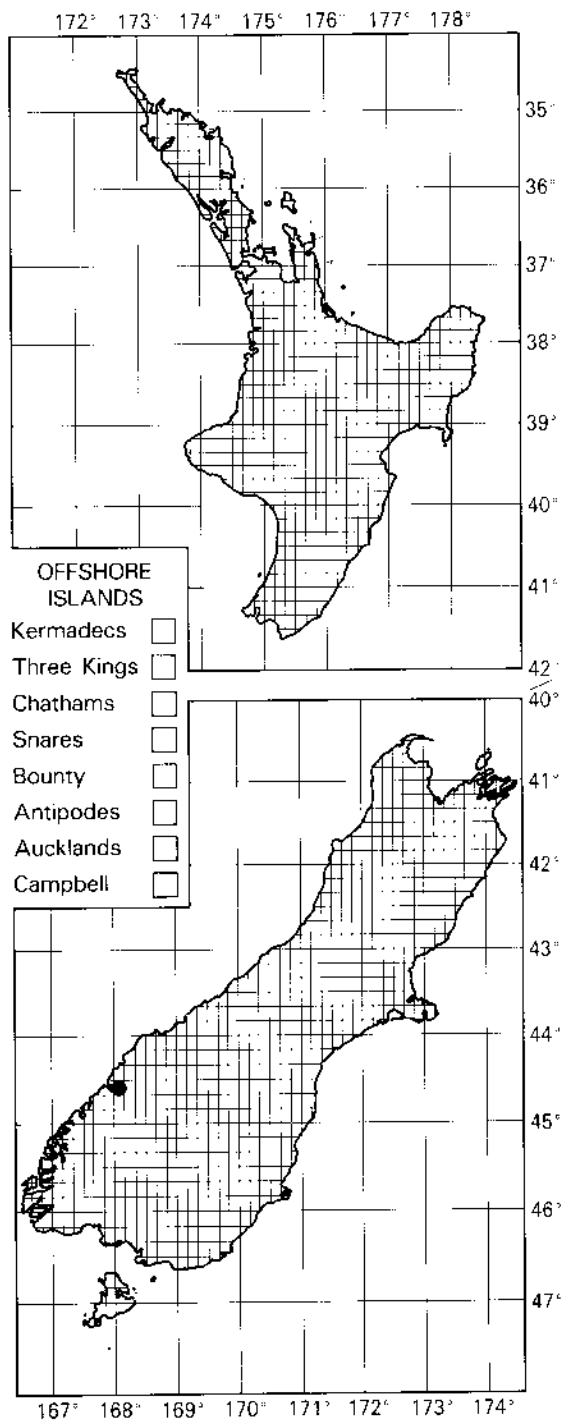 172° 173° 174° 175° 176° 177° 178°
35°
36°
37°
38°
39°
40°
41°
42°
OFFSHORE
ISLANDS
Kermadecs
Three Kings
Chathams
Snares
Bounty
Antipodes
Aucklands
Campbell
40°
41°
42°
43°
44°
45°
46°
47°
167° 168° 169° 170° 171° 172° 173° 174°